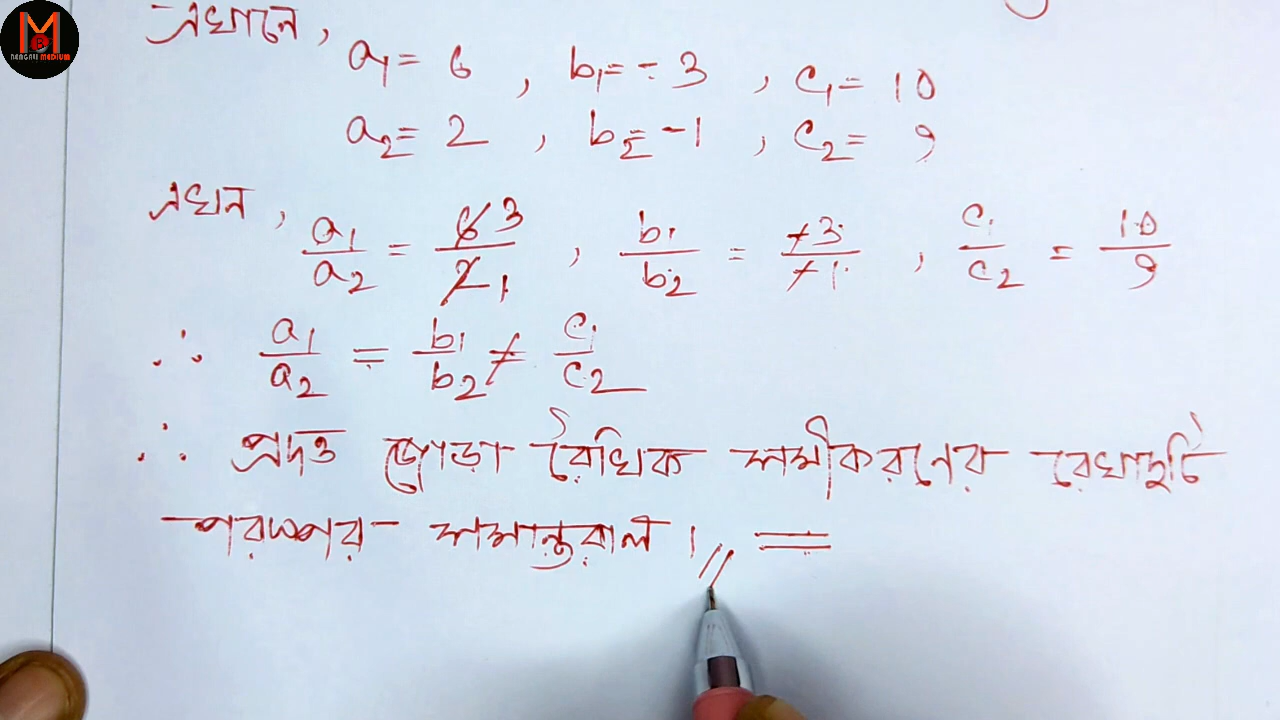 M
B
BENGALI MEDIUM
এখানে, a₁= 6 , b₁= -3 , c₁= 10
a₂= 2 , b₂= -1 , c₂= 9
এখন, a₁/a₂ = 6 3/2 1 , b₁/b₂ = -3/-1 , c₁/c₂ = 10/9
∴ a₁/a₂ = b₁/b₂ ≠ c₁/c₂
∴ প্রদত্ত জোড়া রৈখিক সমীকরণের রেখাদুটি
পরস্পর সমান্তরাল। // =